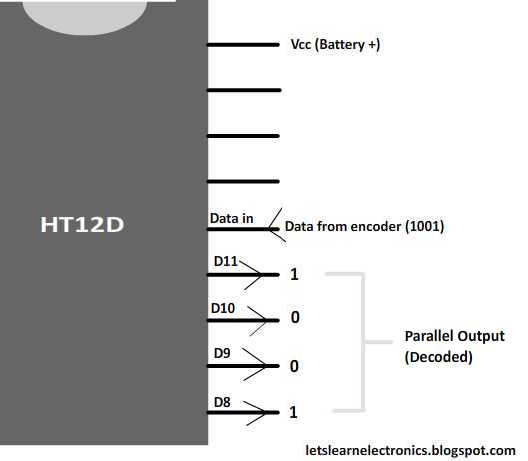 Vcc (Battery +)
HT12D
Data in
Data from encoder (1001)
D11
1
D10
0
D9
0
D8
1
Parallel Output
(Decoded)
letslearnelectronics.blogspot.com